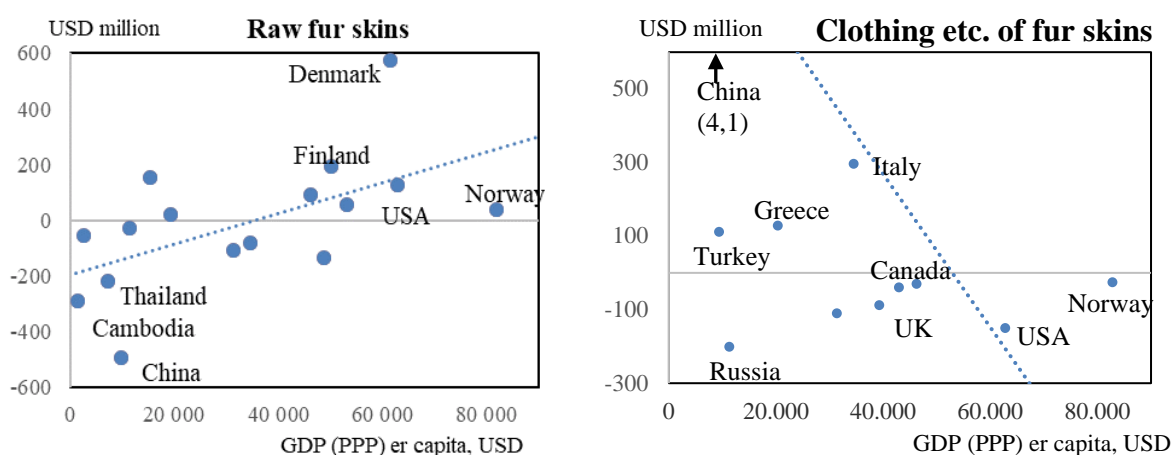 USD million
Raw fur skins
600
400
200
0
-200
-400
-600
Denmark
Finland
Norway
USA
Thailand
Cambodia
China
0
20 000
40 000
60 000
80 000
GDP (PPP) er capita, USD
USD million
Clothing etc. of fur skins
500
300
100
-100
-300
China
(4,1)
Italy
Greece
Turkey
Canada
Norway
UK
USA
Russia
0
20.000
40.000
60.000
80.000
GDP (PPP) er capita, USD